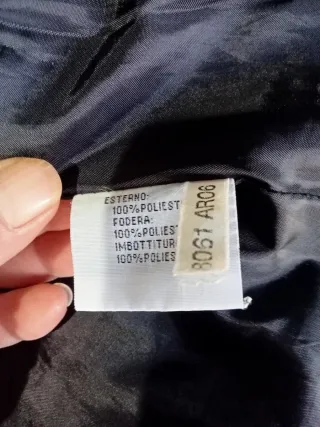 ESTERNO:
100%POLIEST
FODERA:
100%POLIEST
IMBOTTITUR
100%POLIES
8061 AR06